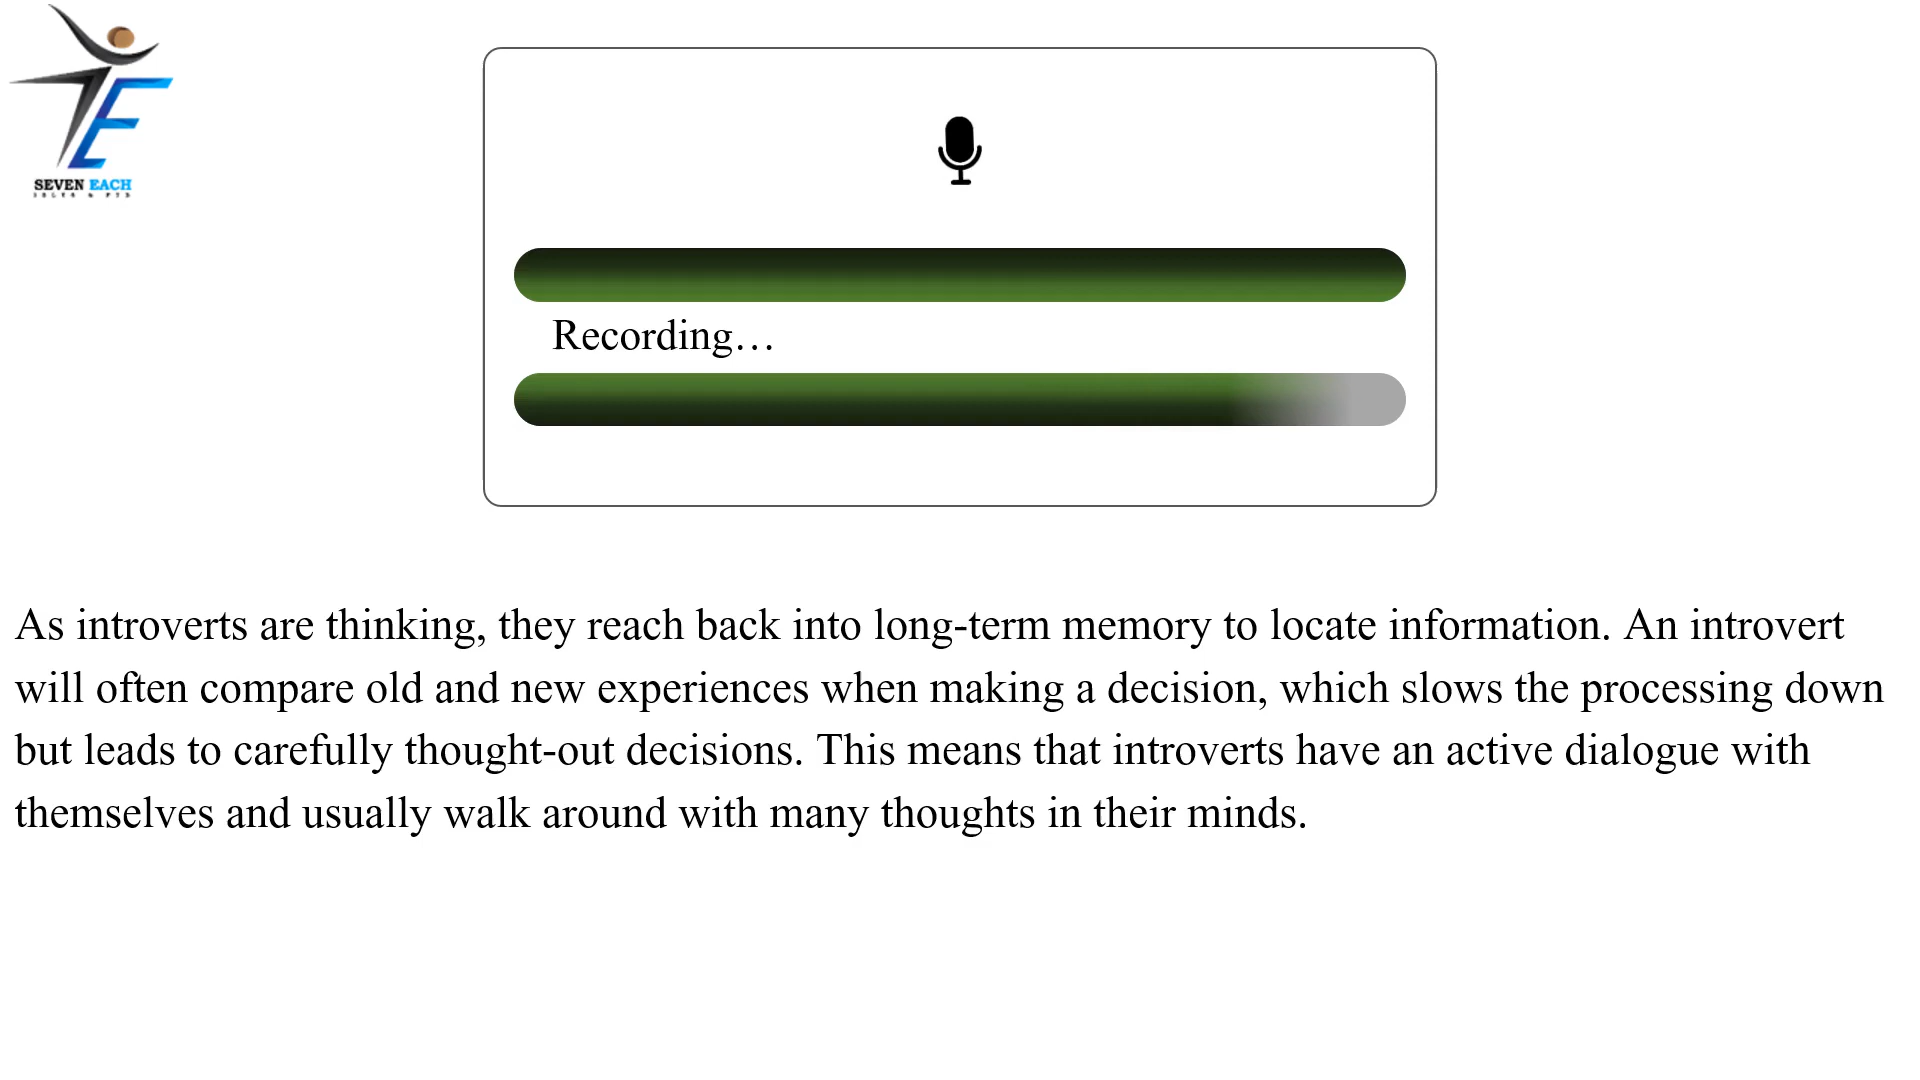 SEVEN EACH
IELTS & PTE
Recording…
As introverts are thinking, they reach back into long-term memory to locate information. An introvert
will often compare old and new experiences when making a decision, which slows the processing down
but leads to carefully thought-out decisions. This means that introverts have an active dialogue with
themselves and usually walk around with many thoughts in their minds.